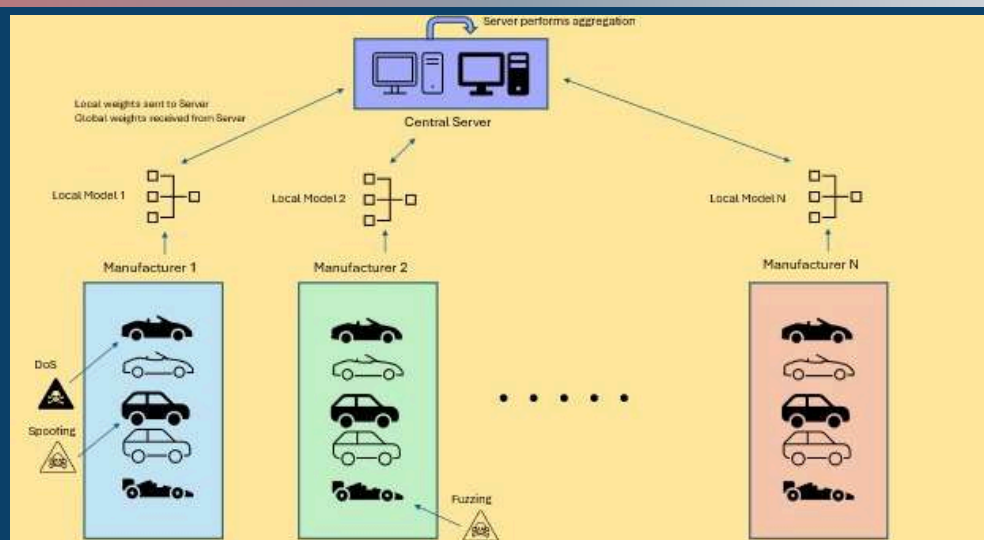 Server performs aggregation
Local weights sent to Server
Global weights received from Server
Central Server
Local Model 1
Local Model 2
Local Model N
Manufacturer 1
Manufacturer 2
Manufacturer N
DoS
Spoofing
Fuzzing